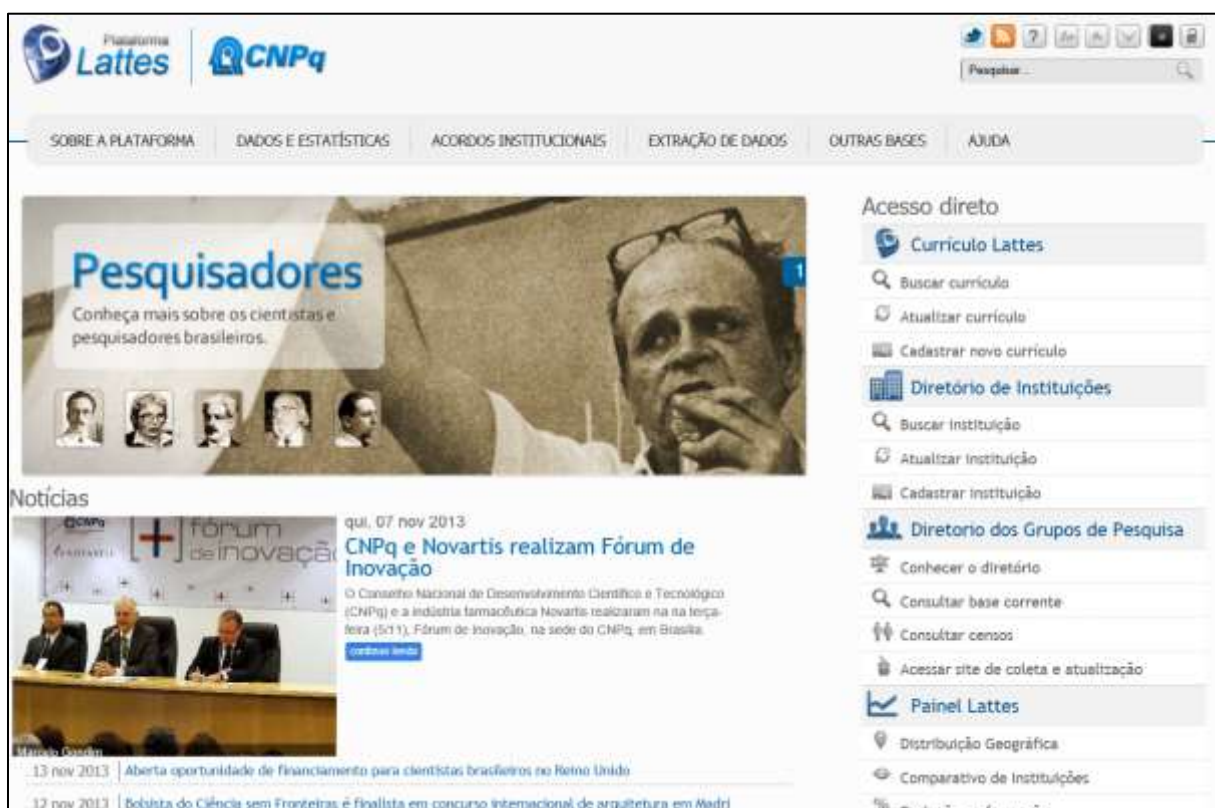 Plataforma
Lattes
CNPq
Pesquisar...
SOBRE A PLATAFORMA
DADOS E ESTATÍSTICAS
ACORDOS INSTITUCIONAIS
EXTRAÇÃO DE DADOS
OUTRAS BASES
AJUDA
Pesquisadores
Conheça mais sobre os cientistas e
pesquisadores brasileiros.
1
Notícias
CNPq
fórum
de inovação
Marcelo Gondim
qui, 07 nov 2013
CNPq e Novartis realizam Fórum de
Inovação
O Conselho Nacional de Desenvolvimento Científico e Tecnológico
(CNPq) e a indústria farmacêutica Novartis realizaram na na terça-
feira (5/11), Fórum de Inovação, na sede do CNPq, em Brasília.
continue lendo
13 nov 2013 Aberta oportunidade de financiamento para cientistas brasileiros no Reino Unido
12 nov 2013 Bolsista do Ciência sem Fronteiras é finalista em concurso internacional de arquitetura em Madri
Acesso direto
Currículo Lattes
Buscar currículo
Atualizar currículo
Cadastrar novo currículo
Diretório de Instituições
Buscar instituição
Atualizar instituição
Cadastrar instituição
Diretorio dos Grupos de Pesquisa
Conhecer o diretório
Consultar base corrente
Consultar censos
Acessar site de coleta e atualização
Painel Lattes
Distribuição Geográfica
Comparativo de Instituições